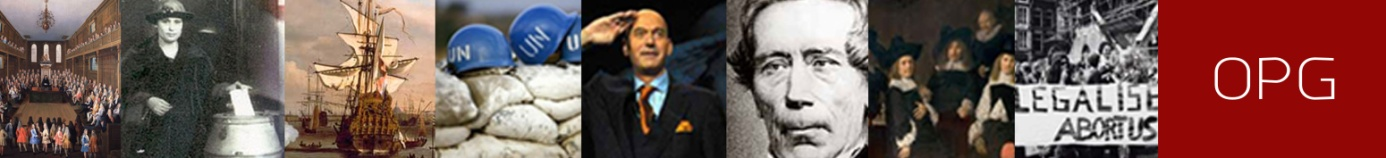 UN
UN
U
LEGALISE
ABORTUS
OPG